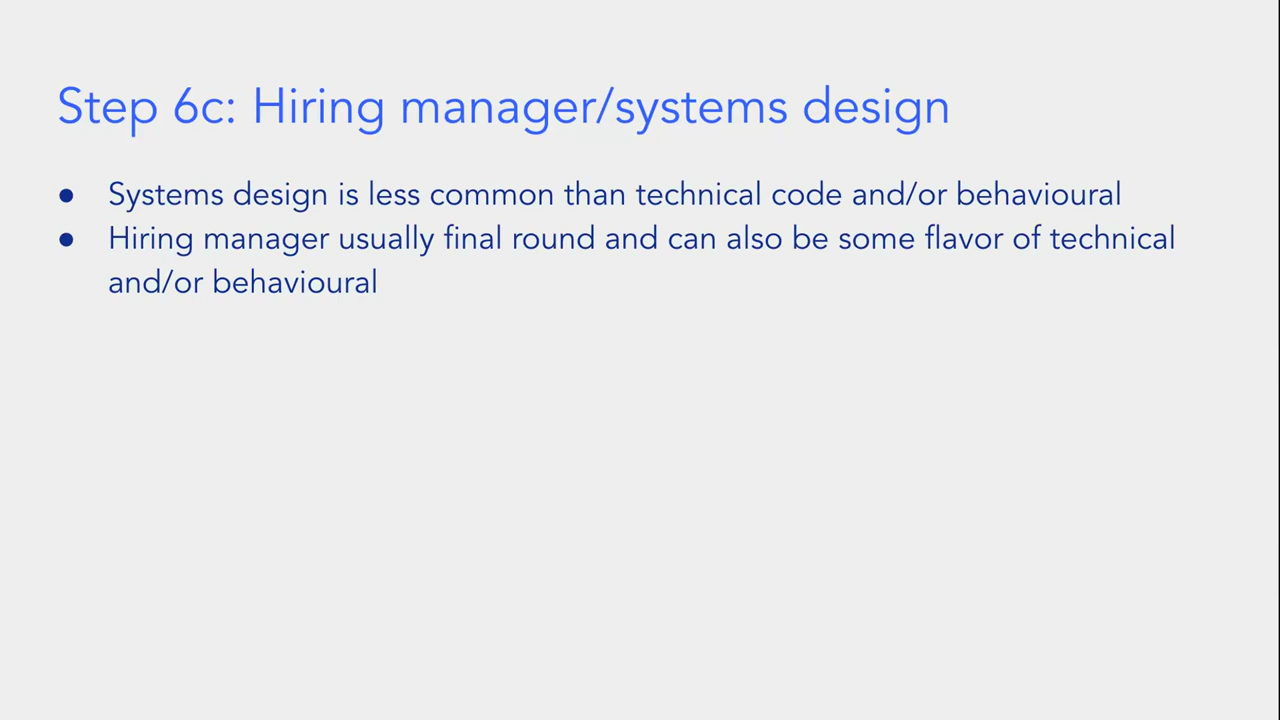 Step 6c: Hiring manager/systems design
● Systems design is less common than technical code and/or behavioural
● Hiring manager usually final round and can also be some flavor of technical
and/or behavioural